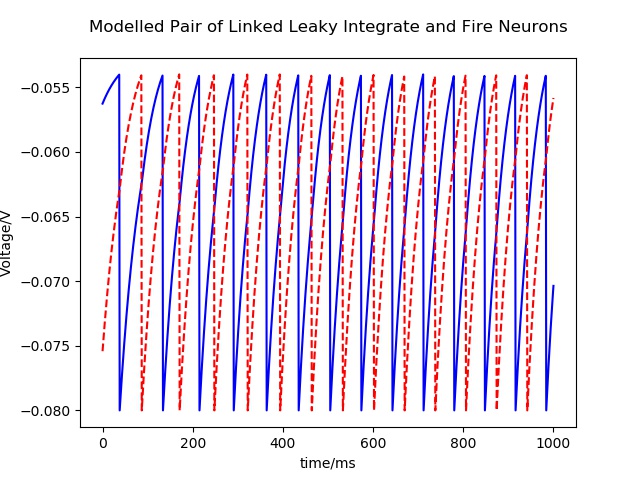 Modelled Pair of Linked Leaky Integrate and Fire Neurons
Voltage/V
−0.055
−0.060
−0.065
−0.070
−0.075
−0.080
0 200 400 600 800 1000
time/ms